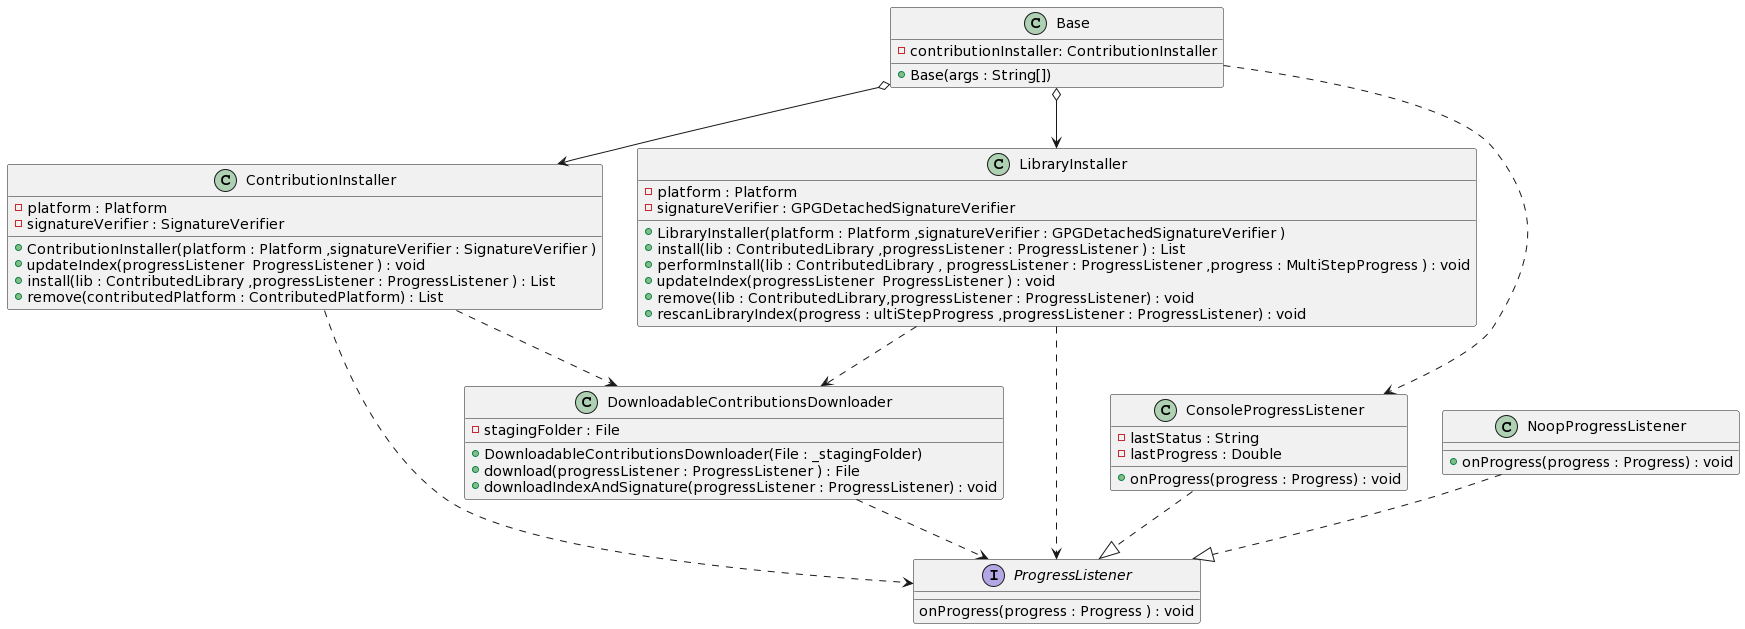 C Base
contributionInstaller: ContributionInstaller
Base(args : String[])
C ContributionInstaller
platform : Platform
signatureVerifier : SignatureVerifier
ContributionInstaller(platform : Platform ,signatureVerifier : SignatureVerifier )
updateIndex(progressListener  ProgressListener ) : void
install(lib : ContributedLibrary ,progressListener : ProgressListener ) : List
remove(contributedPlatform : ContributedPlatform) : List
C LibraryInstaller
platform : Platform
signatureVerifier : GPGDetachedSignatureVerifier
LibraryInstaller(platform : Platform ,signatureVerifier : GPGDetachedSignatureVerifier )
install(lib : ContributedLibrary ,progressListener : ProgressListener ) : List
performInstall(lib : ContributedLibrary , progressListener : ProgressListener ,progress : MultiStepProgress ) : void
updateIndex(progressListener  ProgressListener ) : void
remove(lib : ContributedLibrary,progressListener : ProgressListener) : void
rescanLibraryIndex(progress : ultiStepProgress ,progressListener : ProgressListener) : void
C DownloadableContributionsDownloader
stagingFolder : File
DownloadableContributionsDownloader(File : _stagingFolder)
download(progressListener : ProgressListener ) : File
downloadIndexAndSignature(progressListener : ProgressListener) : void
C ConsoleProgressListener
lastStatus : String
lastProgress : Double
onProgress(progress : Progress) : void
C NoopProgressListener
onProgress(progress : Progress) : void
I ProgressListener
onProgress(progress : Progress ) : void